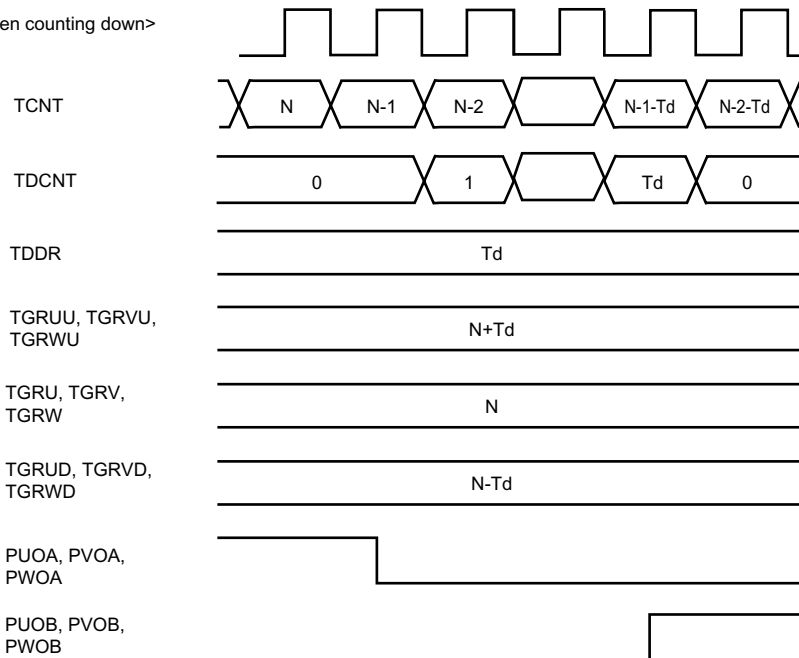 en counting down>
TCNT
N N-1 N-2 N-1-Td N-2-Td
TDCNT
0 1 Td 0
TDDR
Td
TGRUU, TGRVU,
TGRWU
N+Td
TGRU, TGRV,
TGRW
N
TGRUD, TGRVD,
TGRWD
N-Td
PUOA, PVOA,
PWOA
PUOB, PVOB,
PWOB